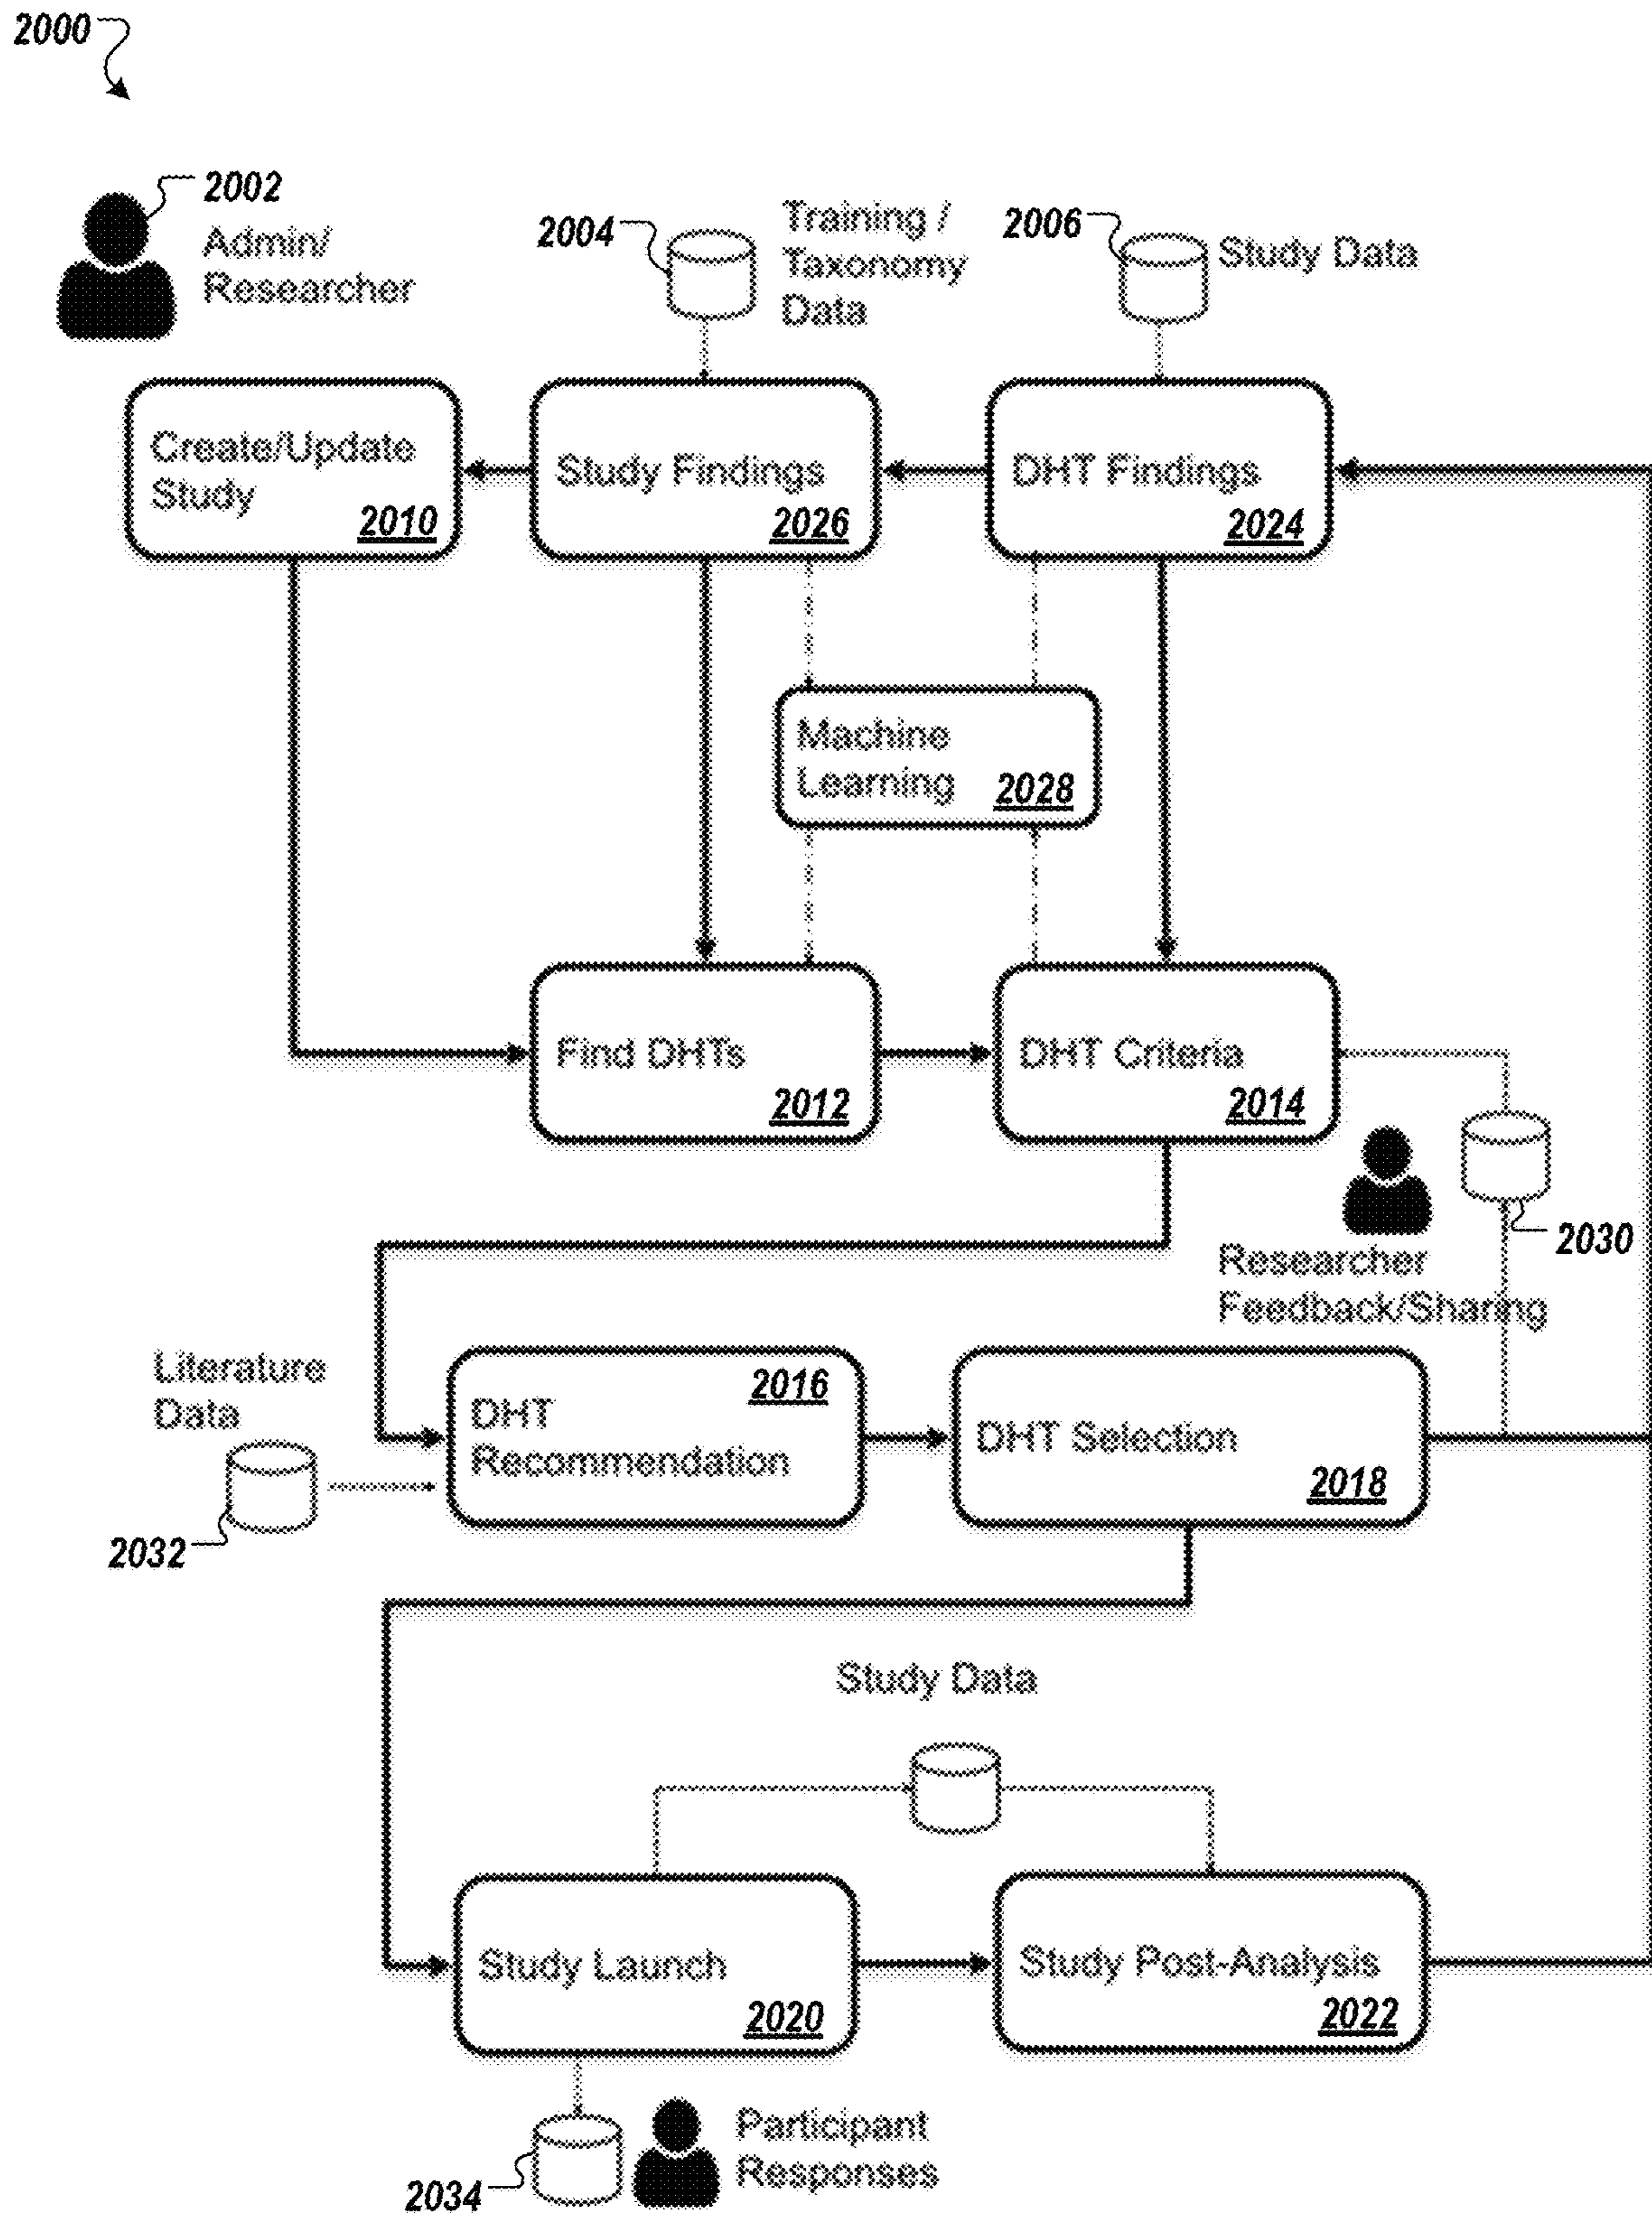 2000
2002
Admin/
Researcher
2004
Training /
Taxonomy
Data
2006
Study Data
Create/Update
Study
2010
Study Findings
2026
DHT Findings
2024
Machine
Learning
2028
Find DHTs
2012
DHT Criteria
2014
2030
Researcher
Feedback/Sharing
Literature
Data
2032
2016
DHT
Recommendation
DHT Selection
2018
Study Data
Study Launch
2020
Study Post-Analysis
2022
2034
Participant
Responses